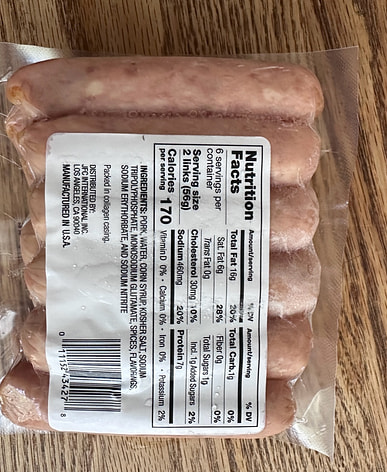 Nutrition
Facts
6 servings per
container
Serving size
2 links (56g)
Calories
per serving 170
Amount/serving % DV
Total Fat 16g 20%
Sat. Fat 6g 28%
Trans Fat 0g
Cholesterol 30mg 10%
Sodium 460mg 20%
Amount/serving % DV
Total Carb. 1g 0%
Fiber 0g 0%
Total Sugars 1g
Incl. 1g Added Sugars 2%
Protein 7g
Vitamin D 0% • Calcium 0% • Iron 0% • Potassium 2%
INGREDIENTS: PORK, WATER, CORN SYRUP, KOSHER SALT, SODIUM
TRIPOLYPHOSPHATE, MONOSODIUM GLUTAMATE, SPICES, FLAVORINGS,
SODIUM ERYTHORBATE, AND SODIUM NITRITE
Packed in collagen casing.
DISTRIBUTED BY:
JFC INTERNATIONAL INC.
LOS ANGELES, CA 90040
MANUFACTURED IN U.S.A.